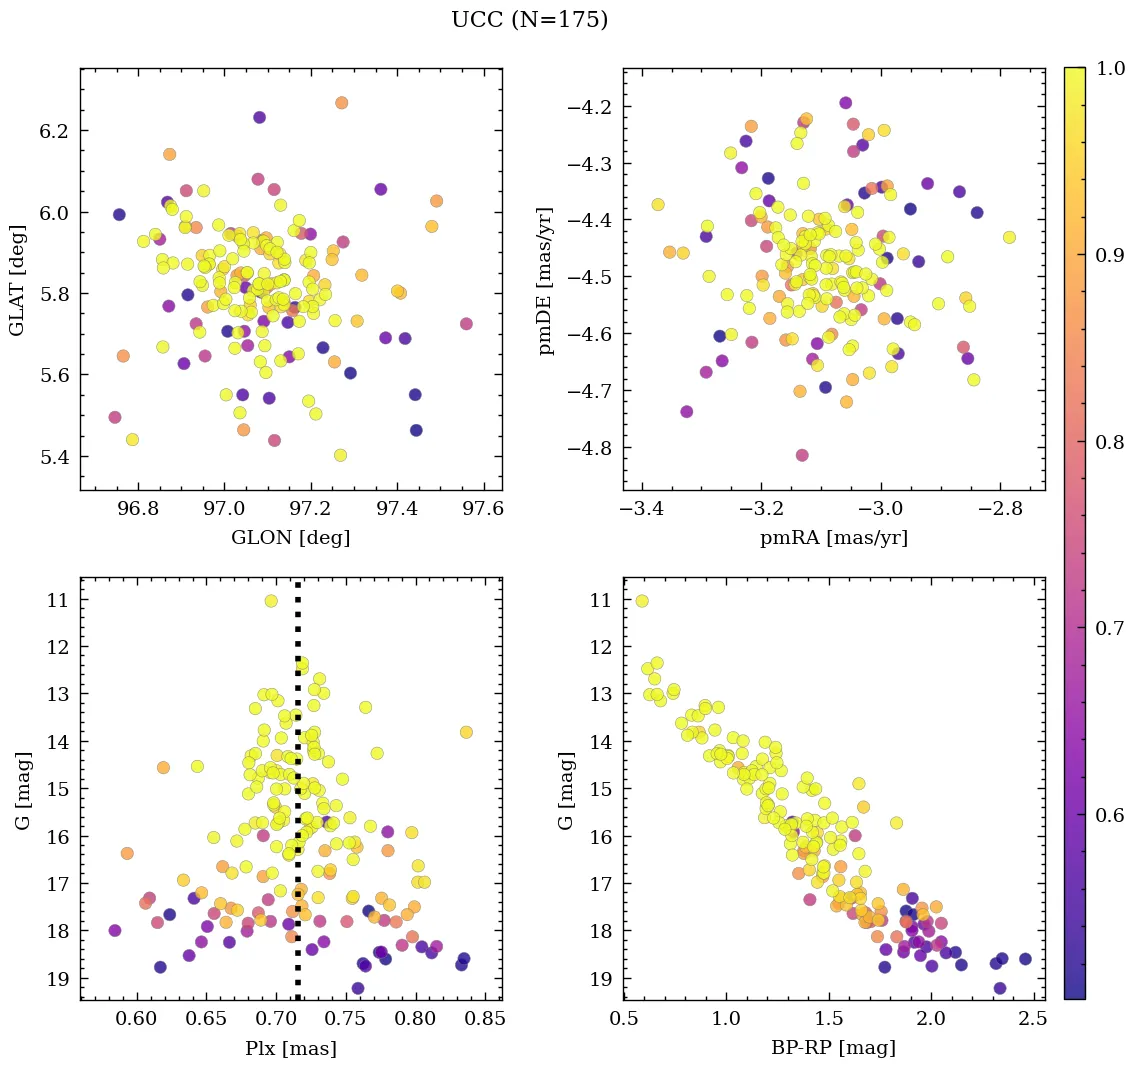 UCC (N=175)
6.2
6.0
5.8
5.6
5.4
GLAT [deg]
96.8 97.0 97.2 97.4 97.6
GLON [deg]
−4.2
−4.3
−4.4
−4.5
−4.6
−4.7
−4.8
pmDE [mas/yr]
−3.4 −3.2 −3.0 −2.8
pmRA [mas/yr]
1.0
0.9
0.8
0.7
0.6
11
12
13
14
15
16
17
18
19
G [mag]
0.60 0.65 0.70 0.75 0.80 0.85
Plx [mas]
11
12
13
14
15
16
17
18
19
G [mag]
0.5 1.0 1.5 2.0 2.5
BP-RP [mag]